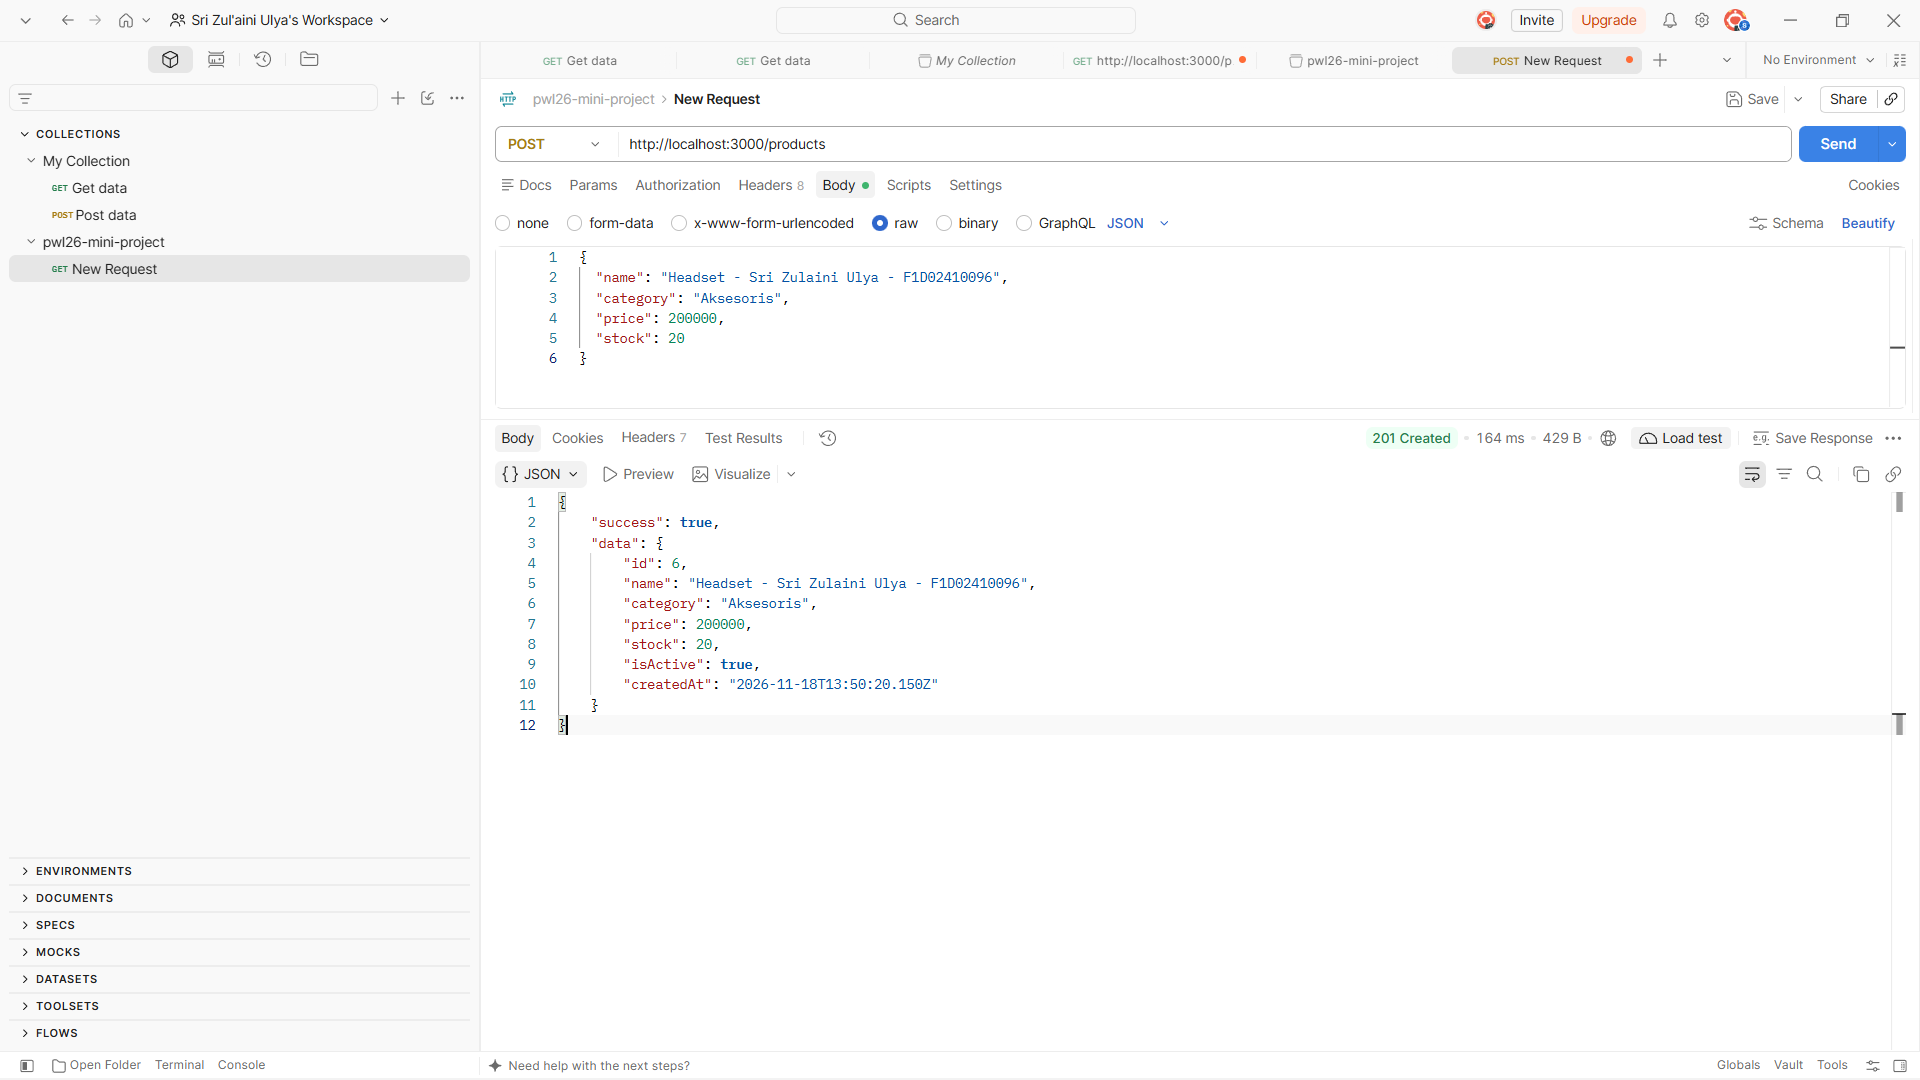 Sri Zul'aini Ulya's Workspace
Search
Invite
Upgrade
8
GET Get data
GET Get data
My Collection
GET http://localhost:3000/p
pwl26-mini-project
POST New Request
No Environment
HTTP pwl26-mini-project > New Request
Save
Share
COLLECTIONS
My Collection
GET Get data
POST Post data
pwl26-mini-project
GET New Request
POST
http://localhost:3000/products
Send
Docs Params Authorization Headers 8 Body Scripts Settings
Cookies
none form-data x-www-form-urlencoded raw binary GraphQL JSON
Schema Beautify
1 {
2 "name": "Headset - Sri Zulaini Ulya - F1D02410096",
3 "category": "Aksesoris",
4 "price": 200000,
5 "stock": 20
6 }
Body Cookies Headers 7 Test Results
201 Created 164 ms 429 B Load test e.g. Save Response
{} JSON Preview Visualize
1 {
2 "success": true,
3 "data": {
4 "id": 6,
5 "name": "Headset - Sri Zulaini Ulya - F1D02410096",
6 "category": "Aksesoris",
7 "price": 200000,
8 "stock": 20,
9 "isActive": true,
10 "createdAt": "2026-11-18T13:50:20.150Z"
11 }
12 }
ENVIRONMENTS
DOCUMENTS
SPECS
MOCKS
DATASETS
TOOLSETS
FLOWS
Open Folder Terminal Console
Need help with the next steps?
Globals Vault Tools